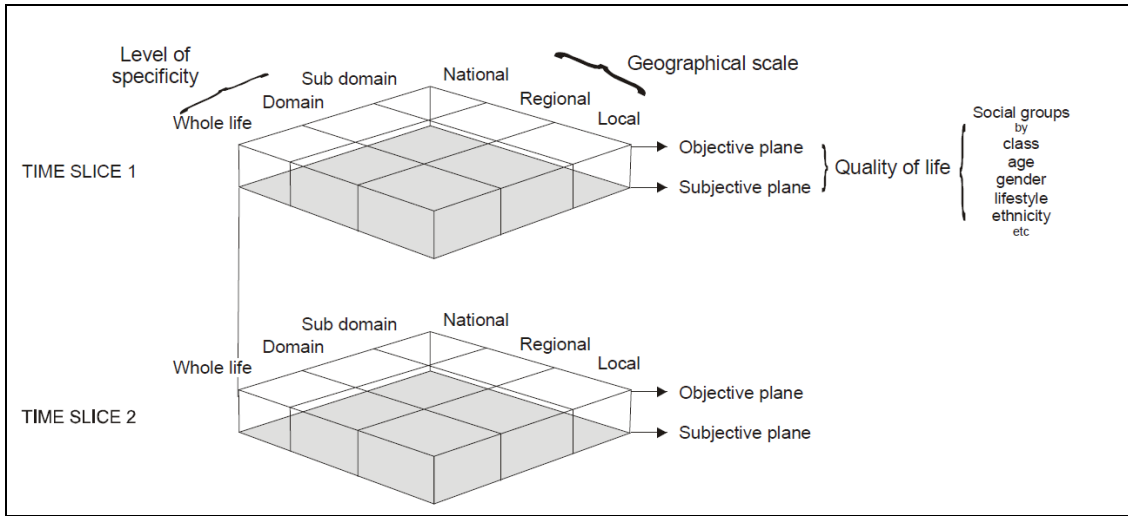 Level of
specificity
Sub domain
National
Geographical scale
Domain
Regional
Whole life
Local
Social groups
by
class
age
gender
lifestyle
ethnicity
etc
TIME SLICE 1
Objective plane
Subjective plane
Quality of life
Sub domain
National
Domain
Regional
Whole life
Local
TIME SLICE 2
Objective plane
Subjective plane